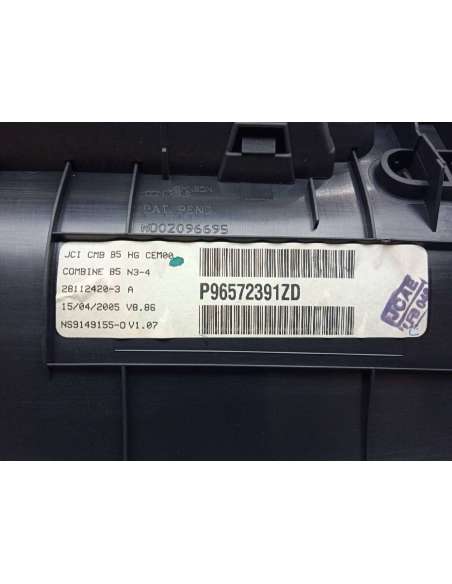 PAT. PEND.
W002096695
JCI CMB B5 HG CEM00
COMBINE B5 N3-4
28112420-3 A
15/04/2005 V8.86
NS9149155-0 V1.07
P96572391ZD